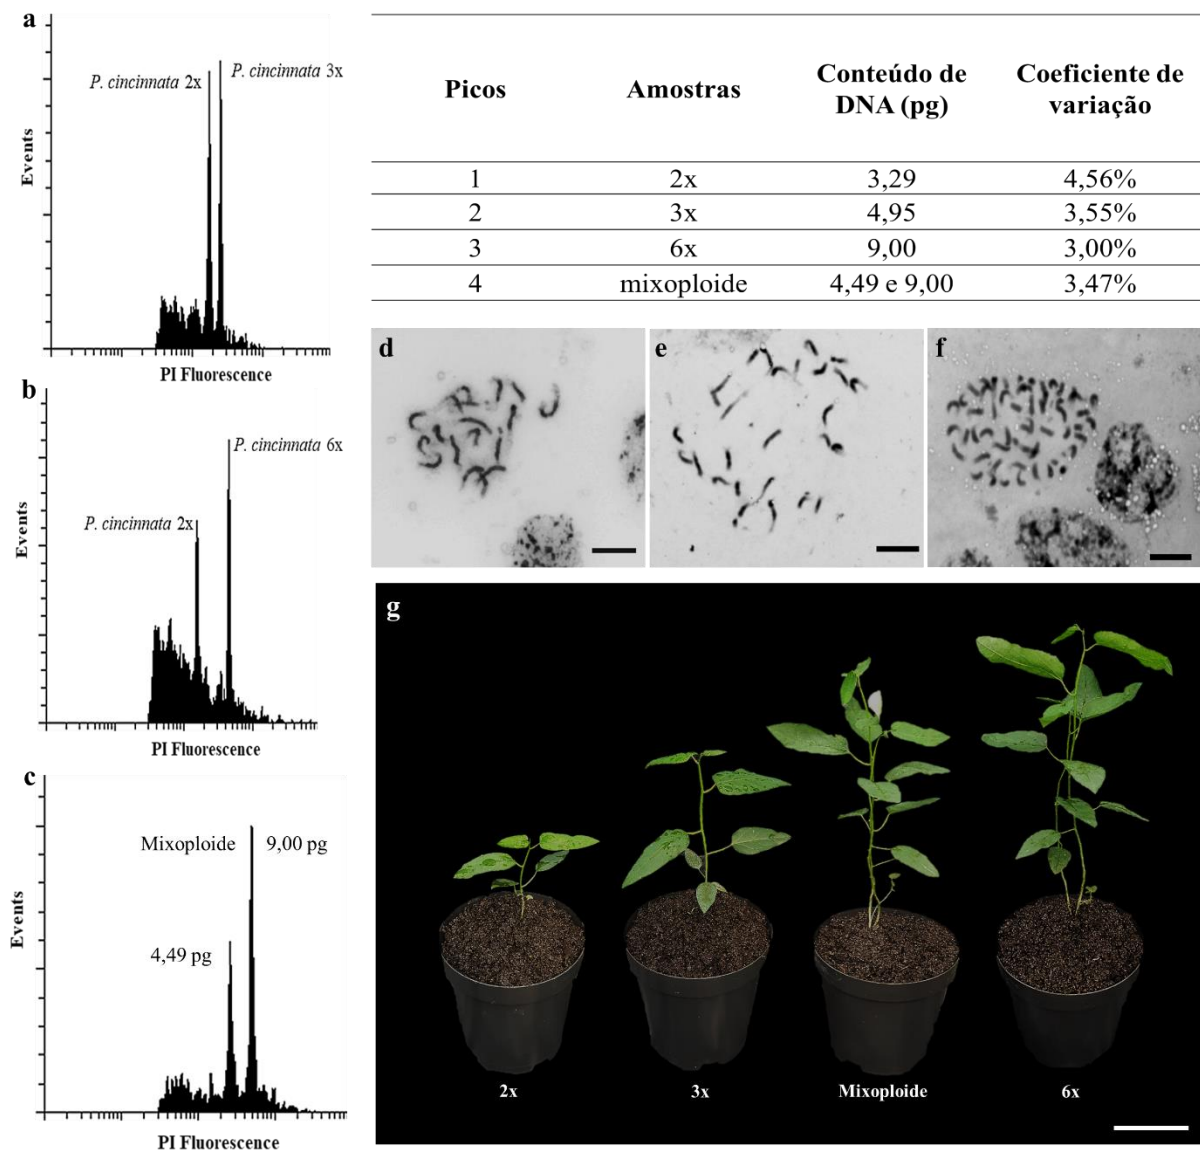 a
P. cincinnata 2x
P. cincinnata 3x
Events
PI Fluorescence
b
P. cincinnata 6x
P. cincinnata 2x
Events
PI Fluorescence
c
Mixoploide
9,00 pg
4,49 pg
Events
PI Fluorescence
Picos Amostras Conteúdo de DNA (pg) Coeficiente de variação
1 2x 3,29 4,56%
2 3x 4,95 3,55%
3 6x 9,00 3,00%
4 mixoploide 4,49 e 9,00 3,47%
d
e
f
g
2x
3x
Mixoploide
6x